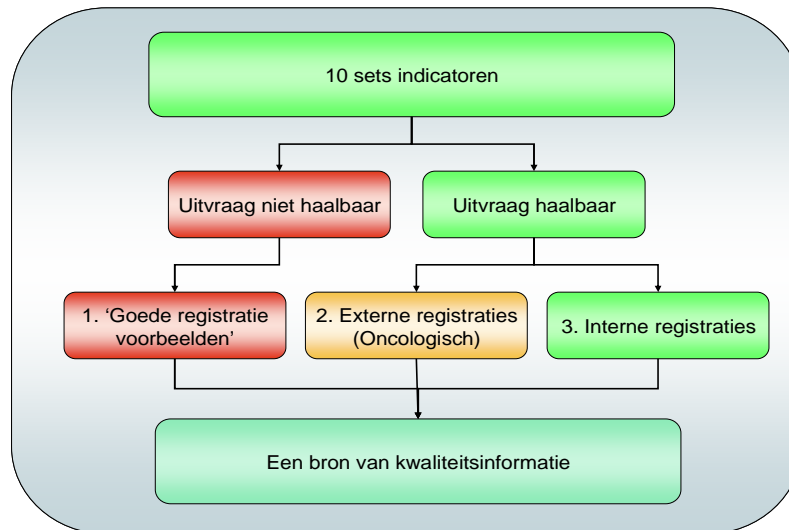 10 sets indicatoren
Uitvraag niet haalbaar
Uitvraag haalbaar
1. ‘Goede registratie
voorbeelden’
2. Externe registraties
(Oncologisch)
3. Interne registraties
Een bron van kwaliteitsinformatie